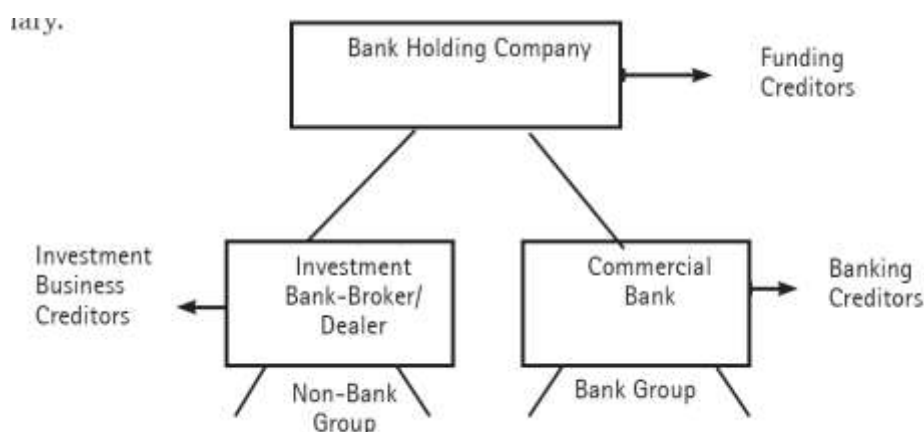 Bank Holding Company
Funding
Creditors
Investment
Business
Creditors
Investment
Bank-Broker/
Dealer
Commercial
Bank
Banking
Creditors
Non-Bank
Group
Bank Group